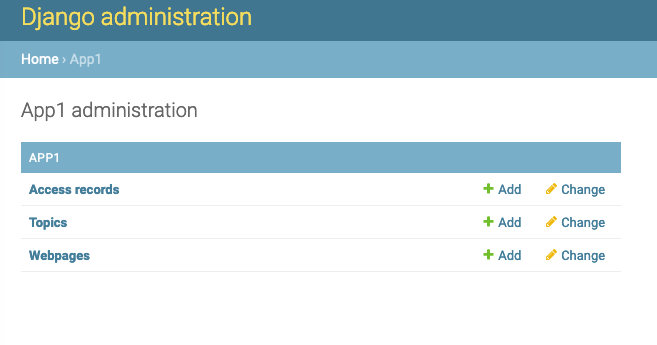 Django administration
Home › App1
App1 administration
APP1
Access records Add Change
Topics Add Change
Webpages Add Change